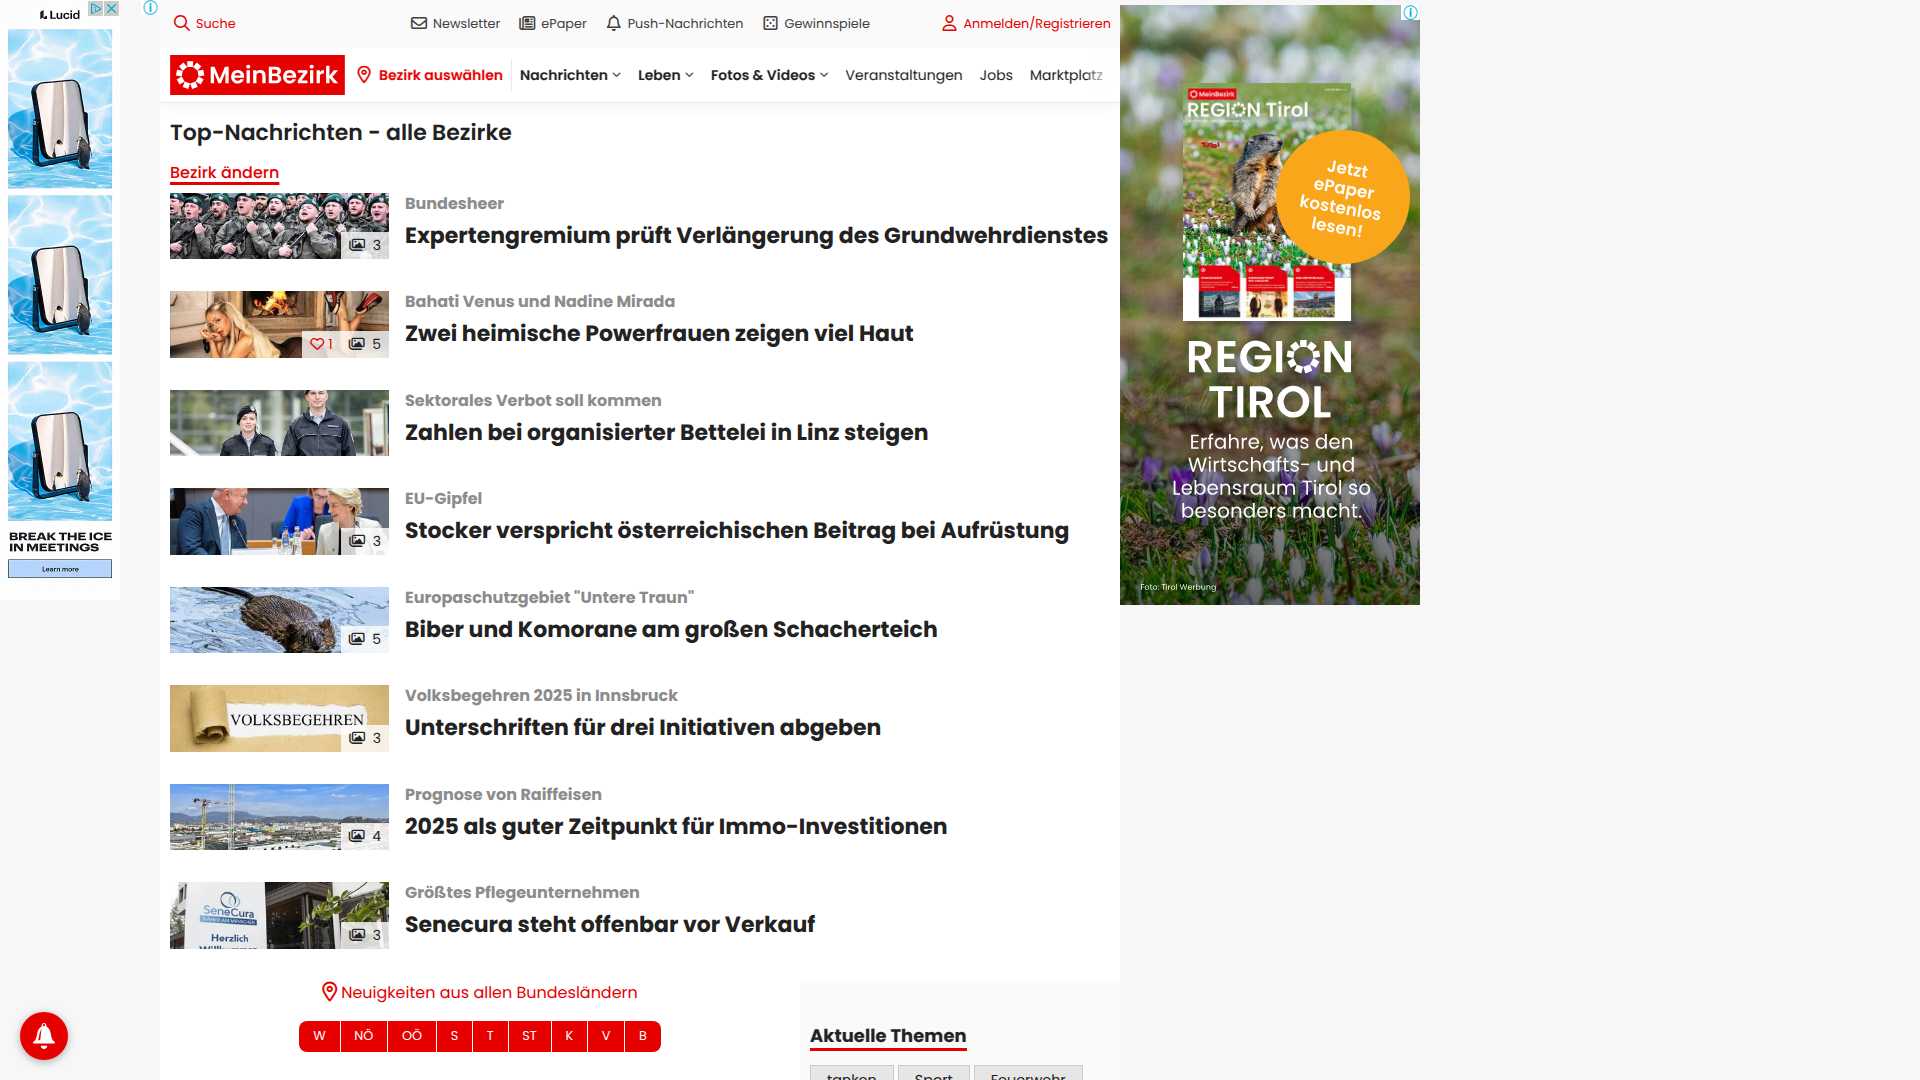 Lucid
BREAK THE ICE
IN MEETINGS
Learn more
Suche
Newsletter
ePaper
Push-Nachrichten
Gewinnspiele
Anmelden/Registrieren
MeinBezirk
Bezirk auswählen
Nachrichten
Leben
Fotos & Videos
Veranstaltungen
Jobs
Marktplatz
Top-Nachrichten - alle Bezirke
Bezirk ändern
3
Bundesheer
Expertengremium prüft Verlängerung des Grundwehrdienstes
1 5
Bahati Venus und Nadine Mirada
Zwei heimische Powerfrauen zeigen viel Haut
Sektorales Verbot soll kommen
Zahlen bei organisierter Bettelei in Linz steigen
3
EU-Gipfel
Stocker verspricht österreichischen Beitrag bei Aufrüstung
5
Europaschutzgebiet "Untere Traun"
Biber und Komorane am großen Schacherteich
VOLKSBEGEHREN
3
Volksbegehren 2025 in Innsbruck
Unterschriften für drei Initiativen abgeben
4
Prognose von Raiffeisen
2025 als guter Zeitpunkt für Immo-Investitionen
SeneCura
Herzlich
3
Größtes Pflegeunternehmen
Senecura steht offenbar vor Verkauf
Neuigkeiten aus allen Bundesländern
W NÖ OÖ S T ST K V B
Aktuelle Themen
tanken Sport Feuerwehr
MeinBezirk
REGION Tirol
Jetzt
ePaper
kostenlos
lesen!
REGION
TIROL
Erfahre, was den
Wirtschafts- und
Lebensraum Tirol so
besonders macht.
Foto: Tirol Werbung